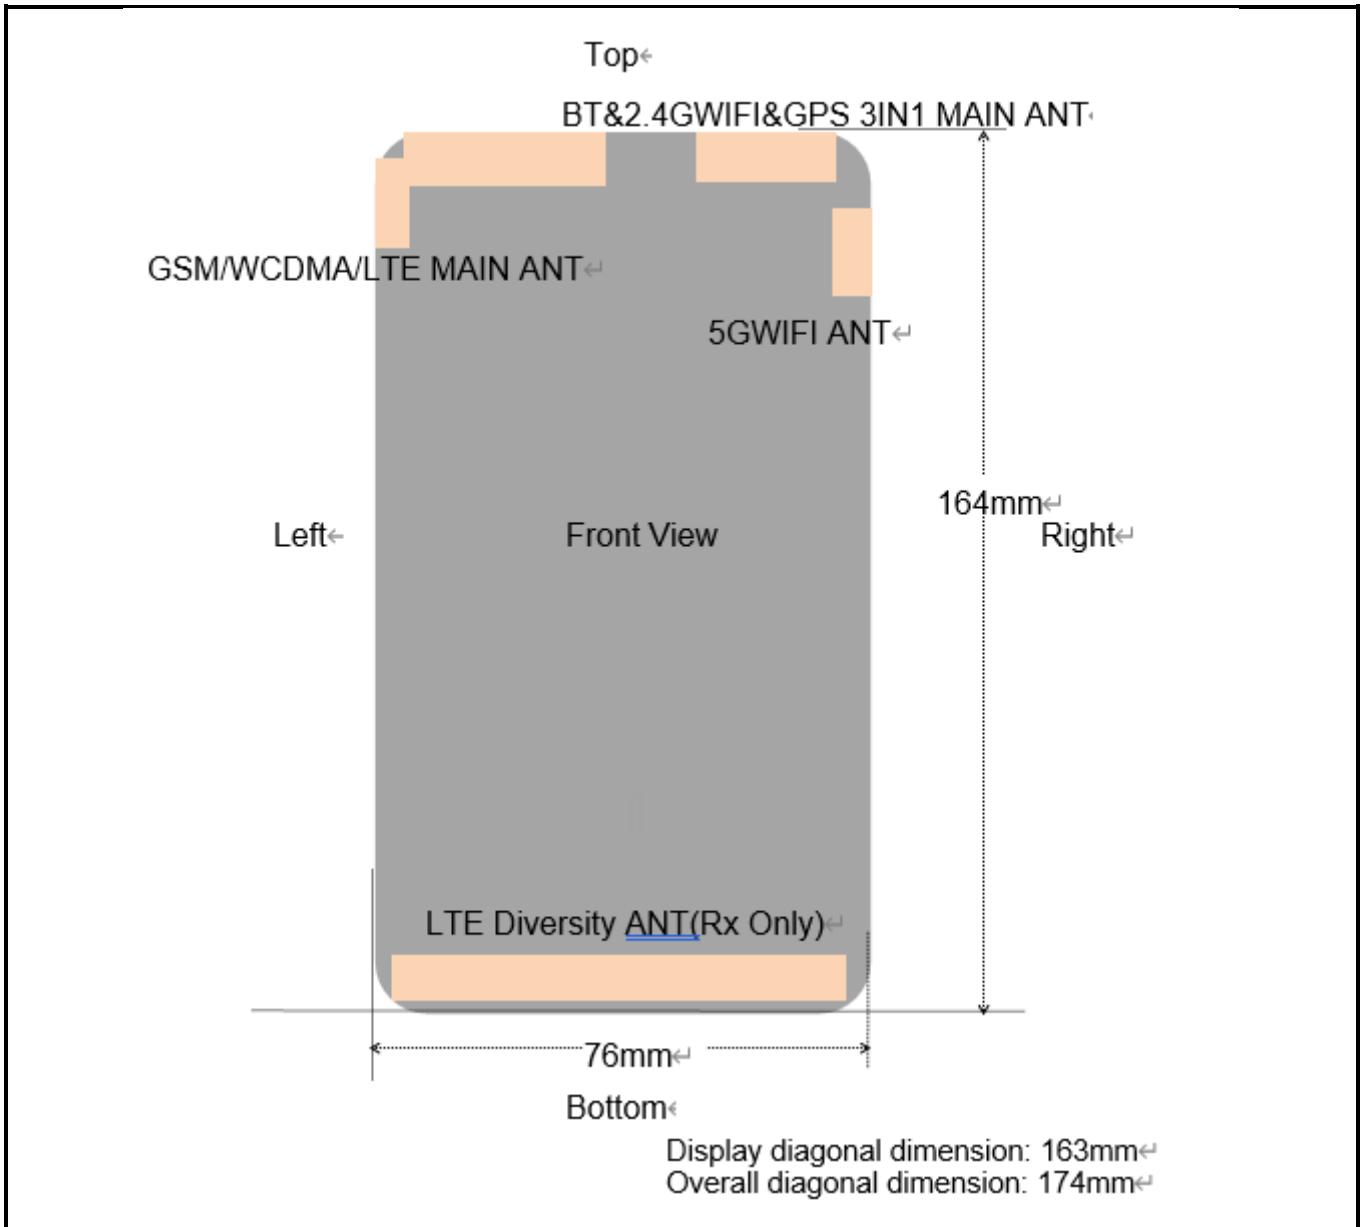 Top
BT&2.4GWIFI&GPS 3IN1 MAIN ANT
GSM/WCDMA/LTE MAIN ANT
5GWIFI ANT
164mm
Left
Front View
Right
LTE Diversity ANT(Rx Only)
76mm
Bottom
Display diagonal dimension: 163mm
Overall diagonal dimension: 174mm